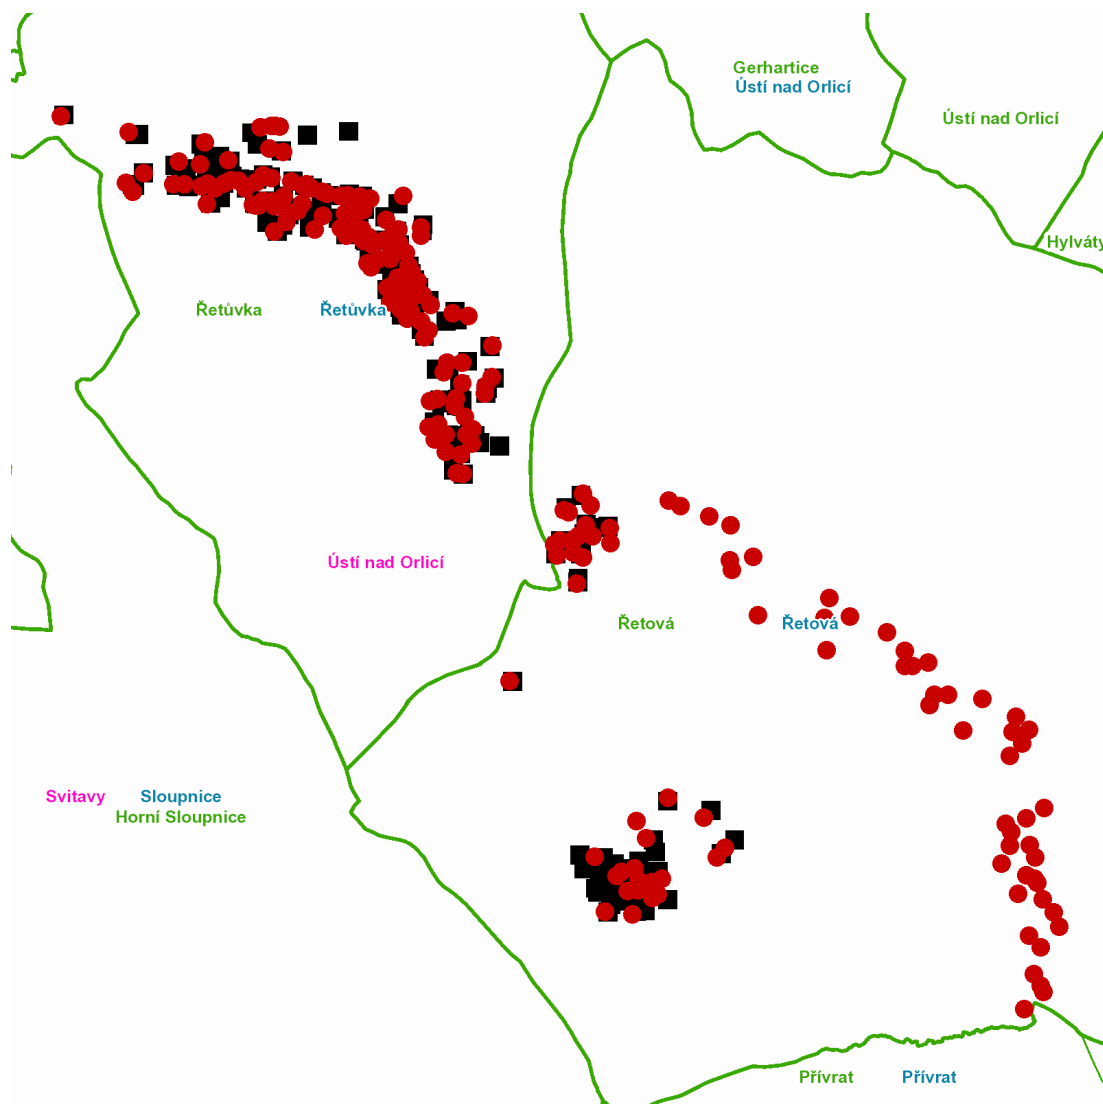 Gerhartice
Ústí nad Orlicí
Ústí nad Orlicí
Hylváty
Řetůvka
Řetůvka
Ústí nad Orlicí
Řetová
Řetová
Svitavy
Sloupnice
Horní Sloupnice
Přívrat
Přívrat